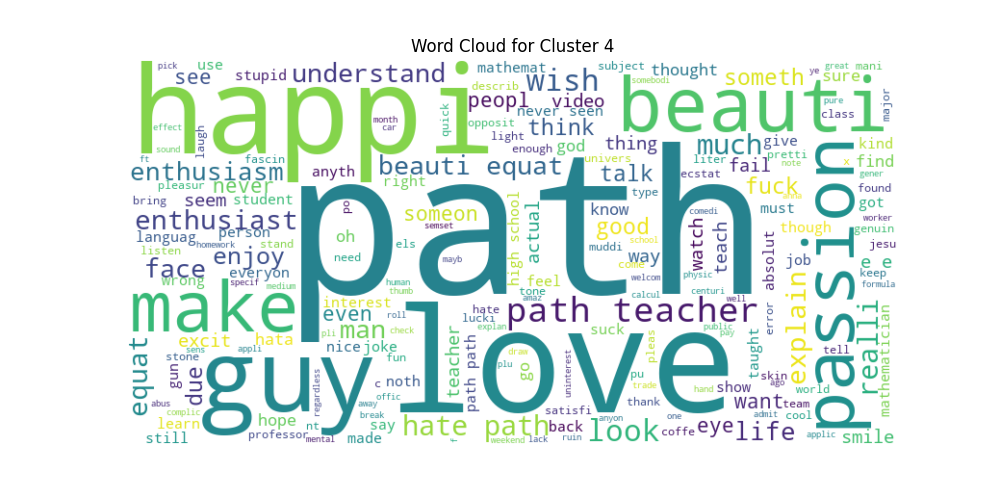 Word Cloud for Cluster 4
pick
use
see
stupid
understand
mathemat
describ
wish
subject
thought
somebodi
someth
great
ye
sure
mani
happi
month
car
quick
peopl
video
never seen
opposit
think
light
enough
god
thing
beauti
much
give
pure
class
major
kind
find
effect
sound
laugh
ft
fascin
enthusiasm
anyth
beauti equat
right
univers
talk
liter
fail
pretti
note
x
gener
pleasur
never
bring
seem
student
path
type
ecstat
fuck
found
got
passion
enthusiast
po
someon
semset
high school
actual
know
good
school
watch
teach
comedi
must
though
worker
genuin
languag
person
homework
stand
listen
oh
els
muddi
way
come
absolut
jesu
enjoy
everyon
need
mayb
feel
welcom
physic
job
e e
face
wrong
specif
medium
human
thumb
tone
amaz
calcul
centuri
well
keep
formula
make
interest
hate
lucki
path teacher
error
explain
realli
mathematician
even
roll
man
check
explan
suck
public
pay
equat
excit
hata
pli
nice
joke
teacher
path path
draw
plu
go
pleas
taught
tell
sens
appli
stone
gun
due
guy
love
fun
uninterest
pu
trade
thank
hand
show
skin
ago
world
abus
regardless
c
noth
offic
satisfi
anyon
one
want
team
admit
cool
complic
learn
hope
away
break
say
hate path
back
coffe
eye
life
applic
smile
still
professor
nt
mental
made
weekend
lack
ruin
look